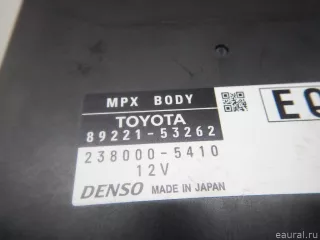 MPX BODY
TOYOTA
89221-53262
238000-5410
12V
DENSO MADE IN JAPAN
EQ
© eaural.ru